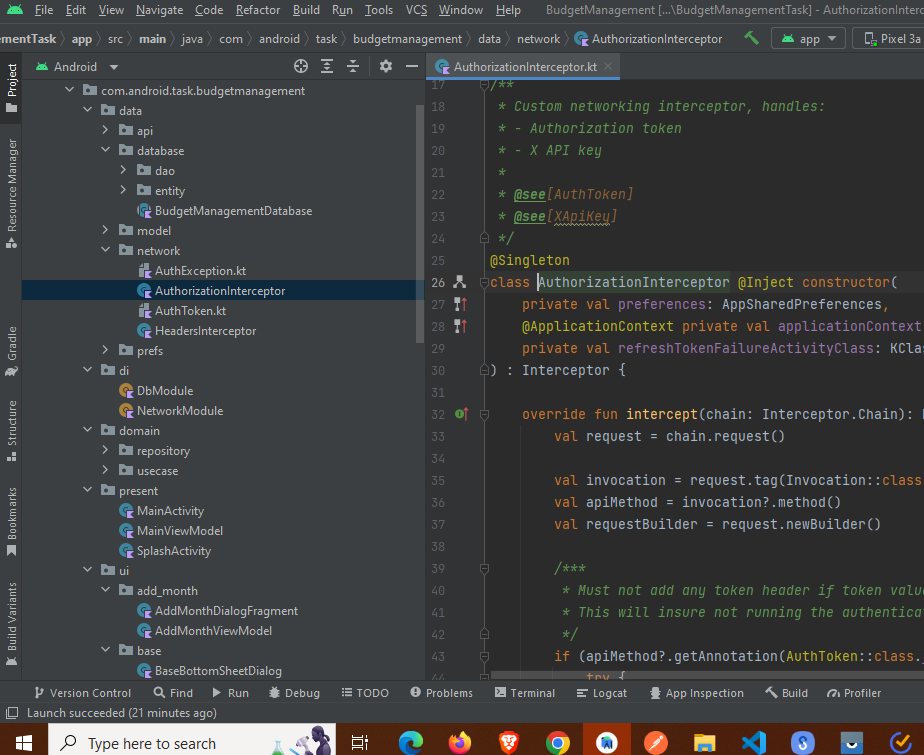 File Edit View Navigate Code Refactor Build Run Tools VCS Window Help BudgetManagement [...\BudgetManagementTask] - AuthorizationInterc
ementTask app src main java com android task budgetmanagement data network AuthorizationInterceptor app Pixel 3a
Project
Resource Manager
Gradle
Structure
Bookmarks
Build Variants
Android
com.android.task.budgetmanagement
data
api
database
dao
entity
BudgetManagementDatabase
model
network
AuthException.kt
AuthorizationInterceptor
AuthToken.kt
HeadersInterceptor
prefs
di
DbModule
NetworkModule
domain
repository
usecase
present
MainActivity
MainViewModel
SplashActivity
ui
add_month
AddMonthDialogFragment
AddMonthViewModel
base
BaseBottomSheetDialog
AuthorizationInterceptor.kt
17 /**
18 * Custom networking interceptor, handles:
19 * - Authorization token
20 * - X API key
21 *
22 * @see[AuthToken]
23 * @see[XApiKey]
24 */
25 @Singleton
26 class AuthorizationInterceptor @Inject constructor(
27 private val preferences: AppSharedPreferences,
28 @ApplicationContext private val applicationContext
29 private val refreshTokenFailureActivityClass: KClas
30 ) : Interceptor {
31
32 override fun intercept(chain: Interceptor.Chain):
33 val request = chain.request()
34
35 val invocation = request.tag(Invocation::class
36 val apiMethod = invocation?.method()
37 val requestBuilder = request.newBuilder()
38
39 /***
40 * Must not add any token header if token valu
41 * This will insure not running the authentica
42 */
43 if (apiMethod?.getAnnotation(AuthToken::class.
44 try {
Version Control Find Run Debug TODO Problems Terminal Logcat App Inspection Build Profiler
Launch succeeded (21 minutes ago)
Type here to search